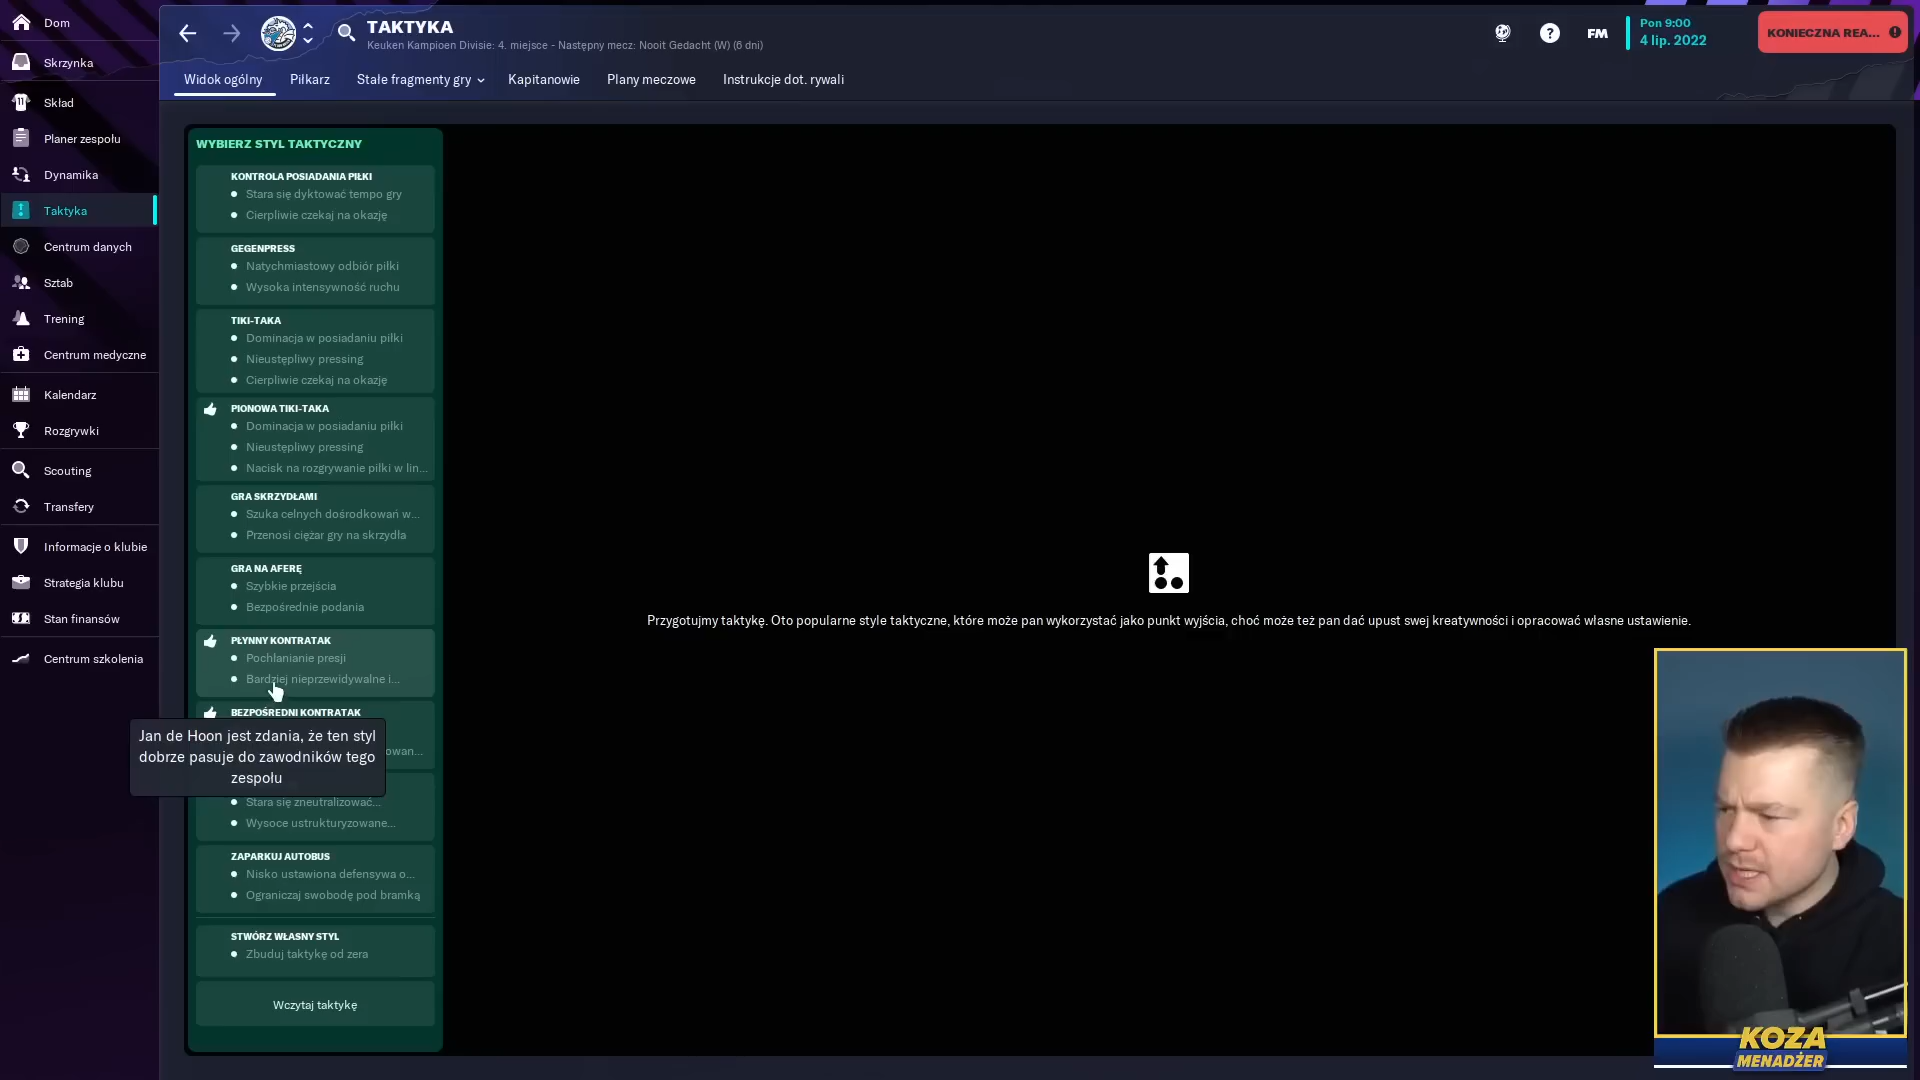 Dom
Skrzynka
Skład
Planer zespołu
Dynamika
Taktyka
Centrum danych
Sztab
Trening
Centrum medyczne
Kalendarz
Rozgrywki
Scouting
Transfery
Informacje o klubie
Strategia klubu
Stan finansów
Centrum szkolenia
TAKTYKA
Keuken Kampioen Divisie: 4. miejsce - Następny mecz: Nooit Gedacht (W) (6 dni)
FM
Pon 9:00
4 lip. 2022
KONIECZNA REA...
Widok ogólny
Piłkarz
Stałe fragmenty gry
Kapitanowie
Plany meczowe
Instrukcje dot. rywali
WYBIERZ STYL TAKTYCZNY
KONTROLA POSIADANIA PIŁKI
Stara się dyktować tempo gry
Cierpliwie czekaj na okazję
GEGENPRESS
Natychmiastowy odbiór piłki
Wysoka intensywność ruchu
TIKI-TAKA
Dominacja w posiadaniu piłki
Nieustępliwy pressing
Cierpliwie czekaj na okazję
PIONOWA TIKI-TAKA
Dominacja w posiadaniu piłki
Nieustępliwy pressing
Nacisk na rozgrywanie piłki w lin...
GRA SKRZYDŁAMI
Szuka celnych dośrodkowań w...
Przenosi ciężar gry na skrzydła
GRA NA AFERĘ
Szybkie przejścia
Bezpośrednie podania
PŁYNNY KONTRATAK
Pochłanianie presji
Bardziej nieprzewidywalne i...
BEZPOŚREDNI KONTRATAK
Jan de Hoon jest zdania, że ten styl
dobrze pasuje do zawodników tego
zespołu
owan...
Stara się zneutralizować...
Wysoce ustrukturyzowane...
ZAPARKUJ AUTOBUS
Nisko ustawiona defensywa o...
Ograniczaj swobodę pod bramką
STWÓRZ WŁASNY STYL
Zbuduj taktykę od zera
Wczytaj taktykę
Przygotujmy taktykę. Oto popularne style taktyczne, które może pan wykorzystać jako punkt wyjścia, choć może też pan dać upust swej kreatywności i opracować własne ustawienie.
KOZA
MENADŻER